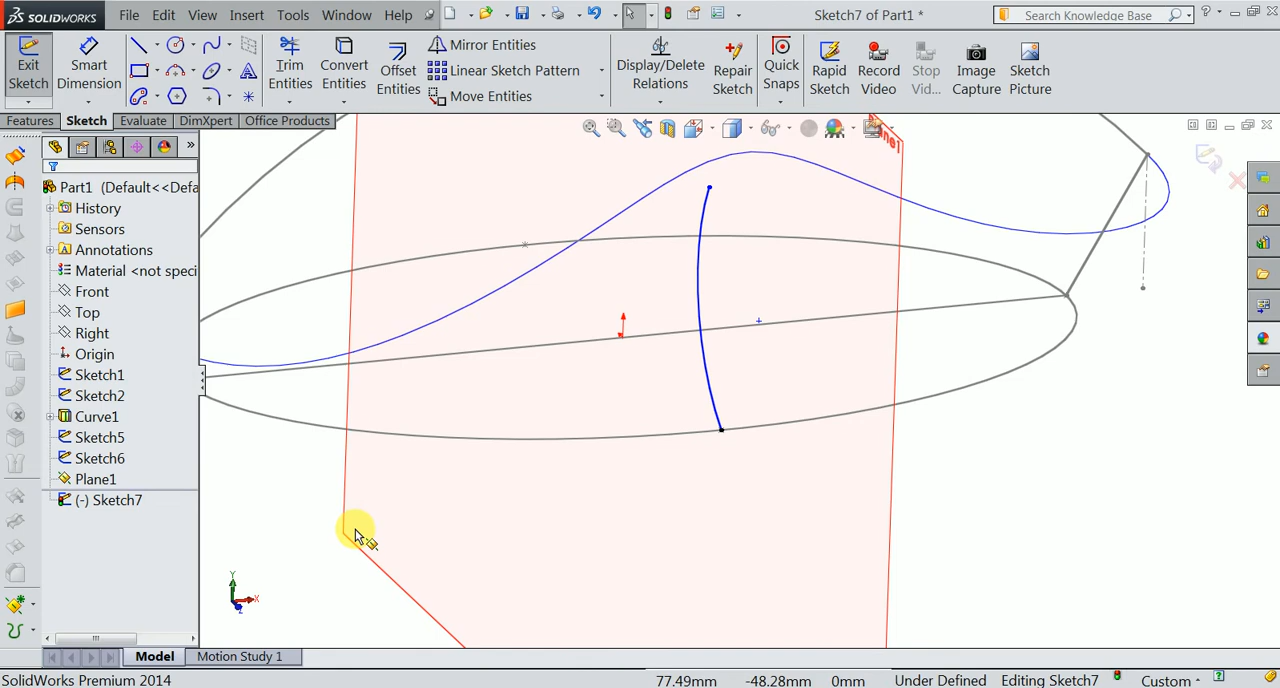 SOLIDWORKS File Edit View Insert Tools Window Help Sketch7 of Part1 * Search Knowledge Base
Exit Sketch
Smart Dimension
Trim Entities
Convert Entities
Offset Entities
Mirror Entities
Linear Sketch Pattern
Move Entities
Display/Delete Relations
Repair Sketch
Quick Snaps
Rapid Sketch
Record Video
Stop Vid...
Image Capture
Sketch Picture
Features Sketch Evaluate DimXpert Office Products
Part1 (Default<<Defa
History
Sensors
Annotations
Material <not speci
Front
Top
Right
Origin
Sketch1
Sketch2
Curve1
Sketch5
Sketch6
Plane1
(-) Sketch7
Y
X
Z
Model Motion Study 1
SolidWorks Premium 2014 77.49mm -48.28mm 0mm Under Defined Editing Sketch7 Custom